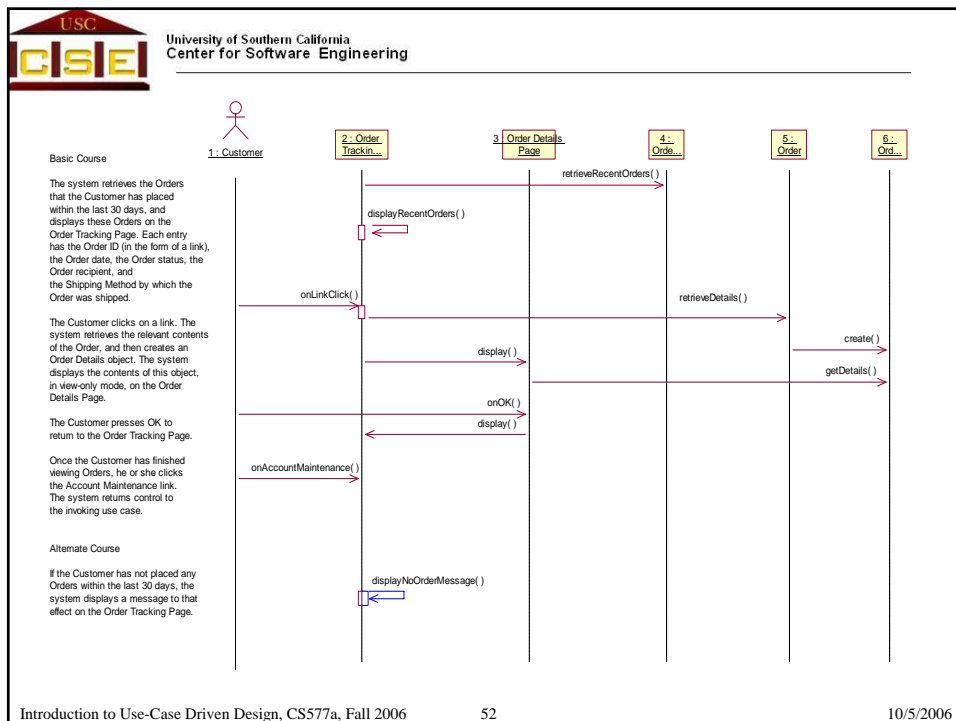 USC
CSE
University of Southern California
Center for Software Engineering
1 : Customer
2 : Order
Trackin...
3 : Order Details
Page
4 :
Orde...
5 :
Order
6 :
Ord...
Basic Course
The system retrieves the Orders
that the Customer has placed
within the last 30 days, and
displays these Orders on the
Order Tracking Page. Each entry
has the Order ID (in the form of a link),
the Order date, the Order status, the
Order recipient, and
the Shipping Method by which the
Order was shipped.
The Customer clicks on a link. The
system retrieves the relevant contents
of the Order, and then creates an
Order Details object. The system
displays the contents of this object,
in view-only mode, on the Order
Details Page.
The Customer presses OK to
return to the Order Tracking Page.
Once the Customer has finished
viewing Orders, he or she clicks
the Account Maintenance link.
The system returns control to
the invoking use case.
Alternate Course
If the Customer has not placed any
Orders within the last 30 days, the
system displays a message to that
effect on the Order Tracking Page.
retrieveRecentOrders( )
displayRecentOrders( )
onLinkClick( )
retrieveDetails( )
create( )
display( )
getDetails( )
onOK( )
display( )
onAccountMaintenance( )
displayNoOrderMessage( )
Introduction to Use-Case Driven Design, CS577a, Fall 2006
52
10/5/2006